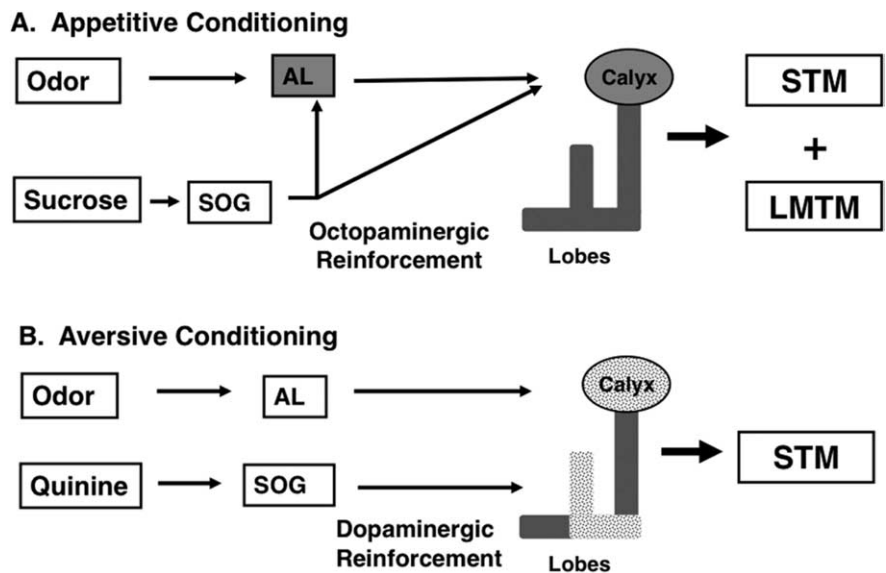 A. Appetitive Conditioning
Odor
AL
Calyx
STM
+
Sucrose
SOG
LMTM
Octopaminergic
Reinforcement
Lobes
B. Aversive Conditioning
Odor
AL
Calyx
Quinine
SOG
STM
Dopaminergic
Reinforcement
Lobes